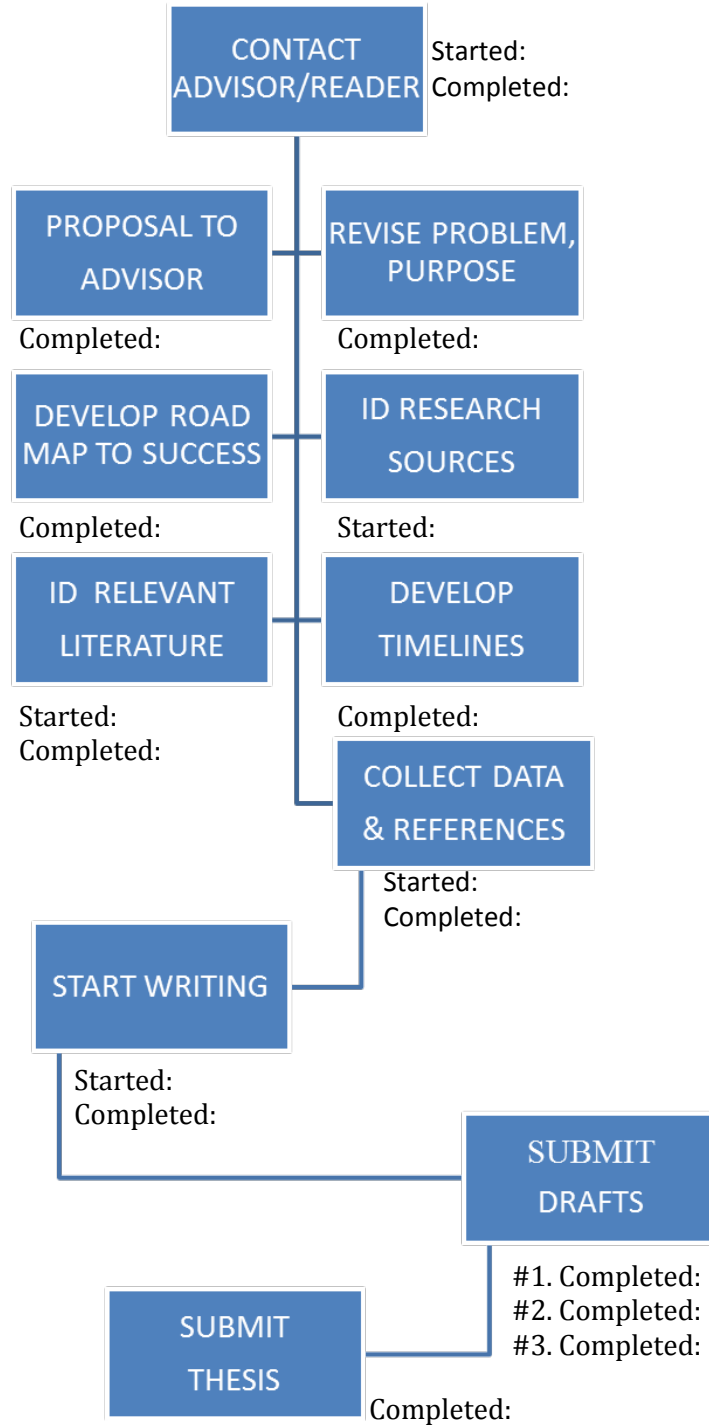 CONTACT
ADVISOR/READER
Started:
Completed:
PROPOSAL TO
ADVISOR
Completed:
REVISE PROBLEM,
PURPOSE
Completed:
DEVELOP ROAD
MAP TO SUCCESS
Completed:
ID RESEARCH
SOURCES
Started:
ID RELEVANT
LITERATURE
Started:
Completed:
DEVELOP
TIMELINES
Completed:
COLLECT DATA
& REFERENCES
Started:
Completed:
START WRITING
Started:
Completed:
SUBMIT
DRAFTS
#1. Completed:
#2. Completed:
#3. Completed:
SUBMIT
THESIS
Completed: